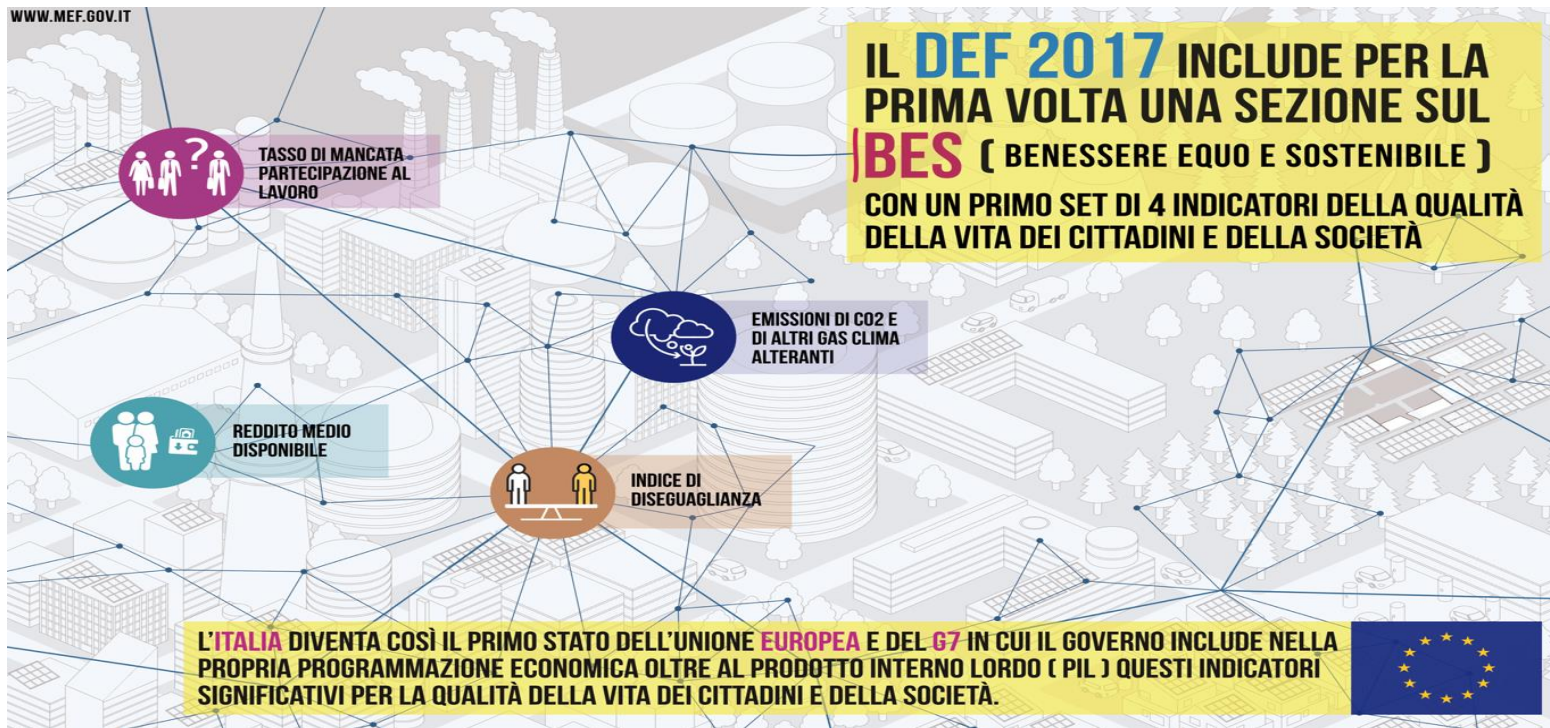 WWW.MEF.GOV.IT
IL DEF 2017 INCLUDE PER LA
PRIMA VOLTA UNA SEZIONE SUL
BES ( BENESSERE EQUO E SOSTENIBILE )
CON UN PRIMO SET DI 4 INDICATORI DELLA QUALITÀ
DELLA VITA DEI CITTADINI E DELLA SOCIETÀ
?
TASSO DI MANCATA
PARTECIPAZIONE AL
LAVORO
EMISSIONI DI CO2 E
DI ALTRI GAS CLIMA
ALTERANTI
REDDITO MEDIO
DISPONIBILE
INDICE DI
DISEGUAGLIANZA
L'ITALIA DIVENTA COSÌ IL PRIMO STATO DELL'UNIONE EUROPEA E DEL G7 IN CUI IL GOVERNO INCLUDE NELLA
PROPRIA PROGRAMMAZIONE ECONOMICA OLTRE AL PRODOTTO INTERNO LORDO ( PIL ) QUESTI INDICATORI
SIGNIFICATIVI PER LA QUALITÀ DELLA VITA DEI CITTADINI E DELLA SOCIETÀ.